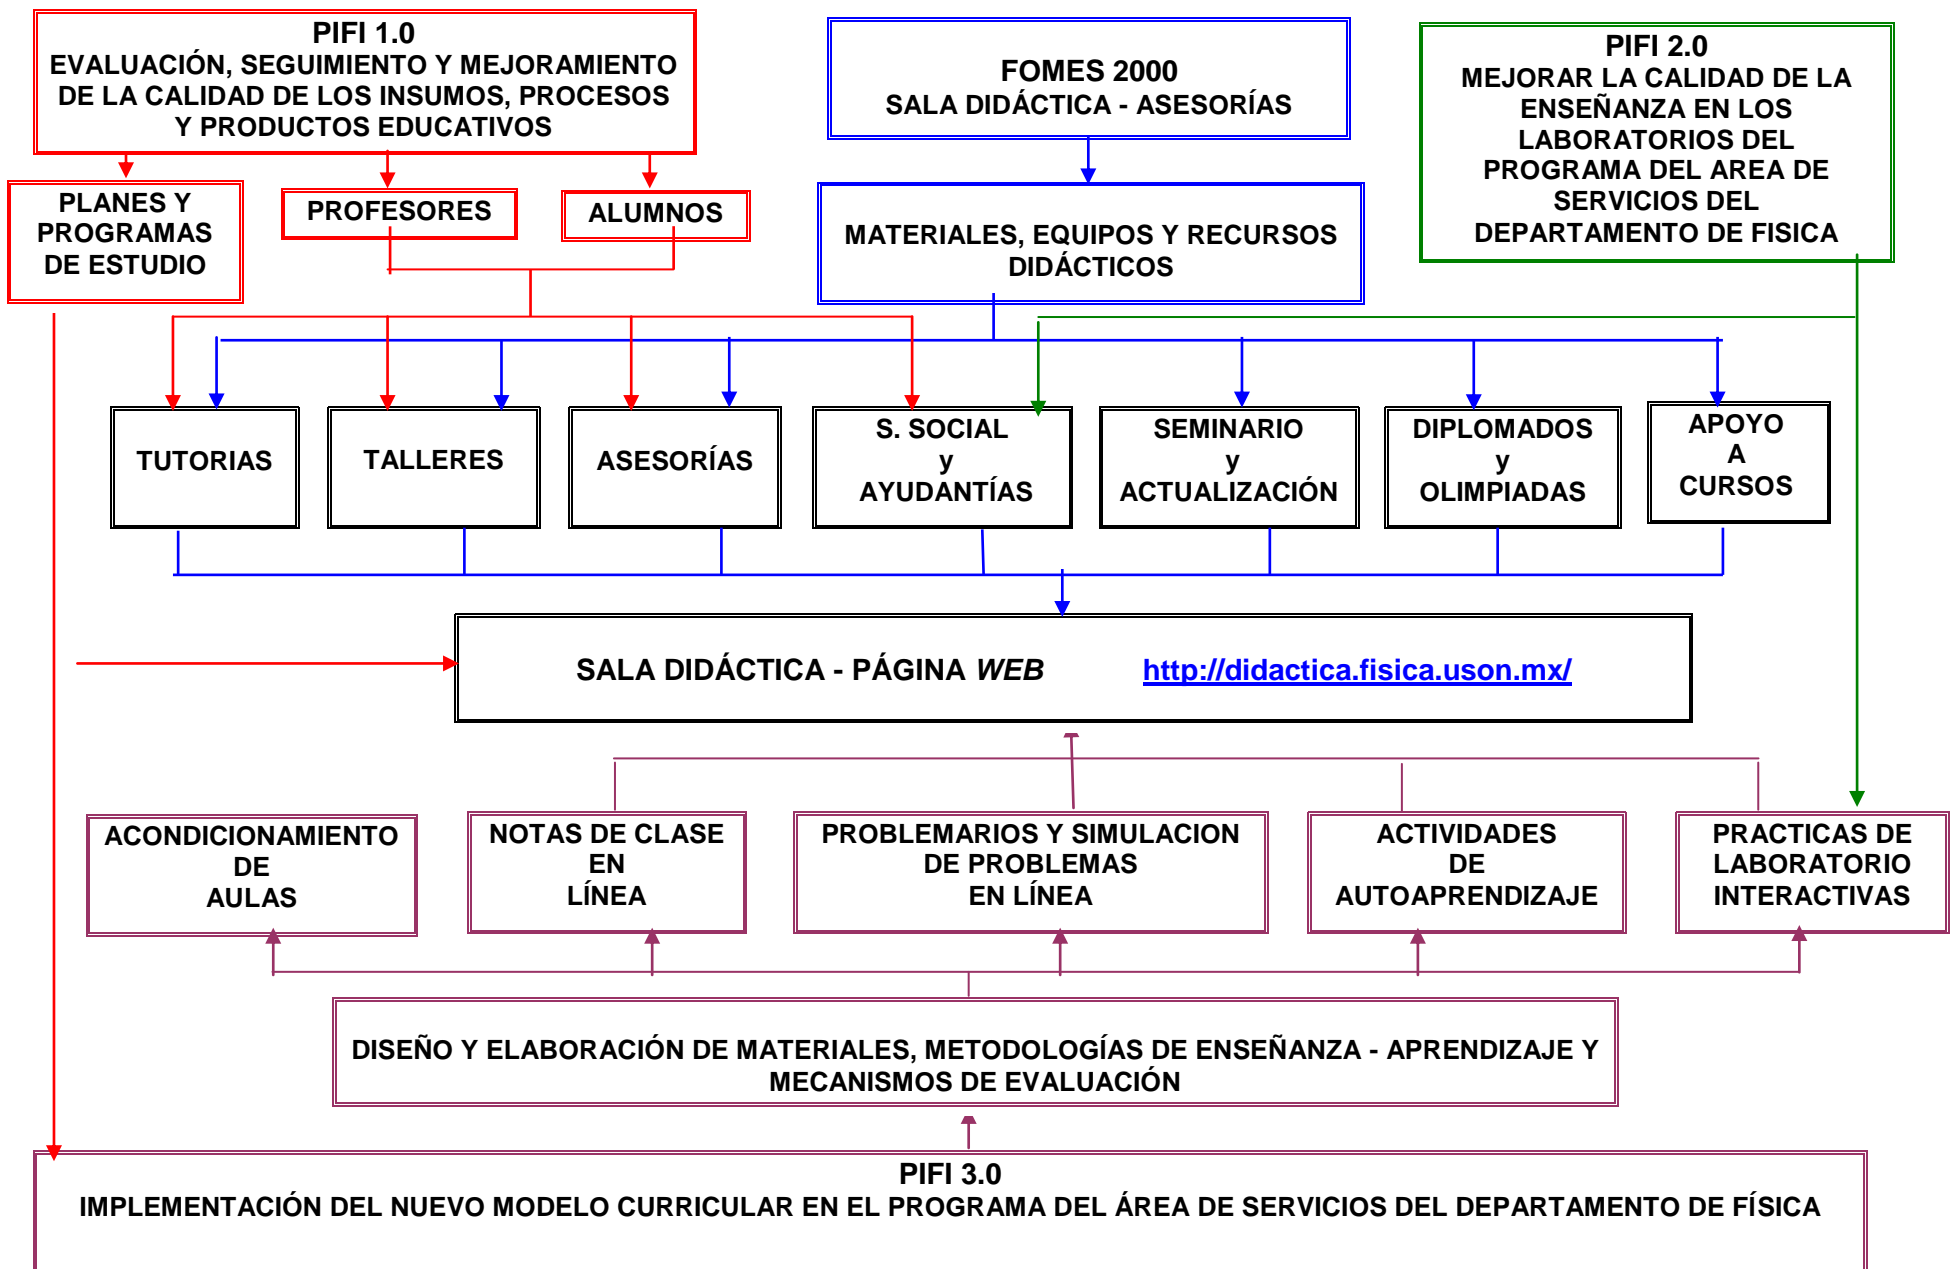 PIFI 1.0
EVALUACIÓN, SEGUIMIENTO Y MEJORAMIENTO
DE LA CALIDAD DE LOS INSUMOS, PROCESOS
Y PRODUCTOS EDUCATIVOS
FOMES 2000
SALA DIDÁCTICA - ASESORÍAS
PIFI 2.0
MEJORAR LA CALIDAD DE LA
ENSEÑANZA EN LOS
LABORATORIOS DEL
PROGRAMA DEL AREA DE
SERVICIOS DEL
DEPARTAMENTO DE FISICA
PLANES Y
PROGRAMAS
DE ESTUDIO
PROFESORES
ALUMNOS
MATERIALES, EQUIPOS Y RECURSOS
DIDÁCTICOS
TUTORIAS
TALLERES
ASESORÍAS
S. SOCIAL
y
AYUDANTÍAS
SEMINARIO
y
ACTUALIZACIÓN
DIPLOMADOS
y
OLIMPIADAS
APOYO
A
CURSOS
SALA DIDÁCTICA - PÁGINA WEB http://didactica.fisica.uson.mx/
ACONDICIONAMIENTO
DE
AULAS
NOTAS DE CLASE
EN
LÍNEA
PROBLEMARIOS Y SIMULACION
DE PROBLEMAS
EN LÍNEA
ACTIVIDADES
DE
AUTOAPRENDIZAJE
PRACTICAS DE
LABORATORIO
INTERACTIVAS
DISEÑO Y ELABORACIÓN DE MATERIALES, METODOLOGÍAS DE ENSEÑANZA - APRENDIZAJE Y
MECANISMOS DE EVALUACIÓN
PIFI 3.0
IMPLEMENTACIÓN DEL NUEVO MODELO CURRICULAR EN EL PROGRAMA DEL ÁREA DE SERVICIOS DEL DEPARTAMENTO DE FÍSICA